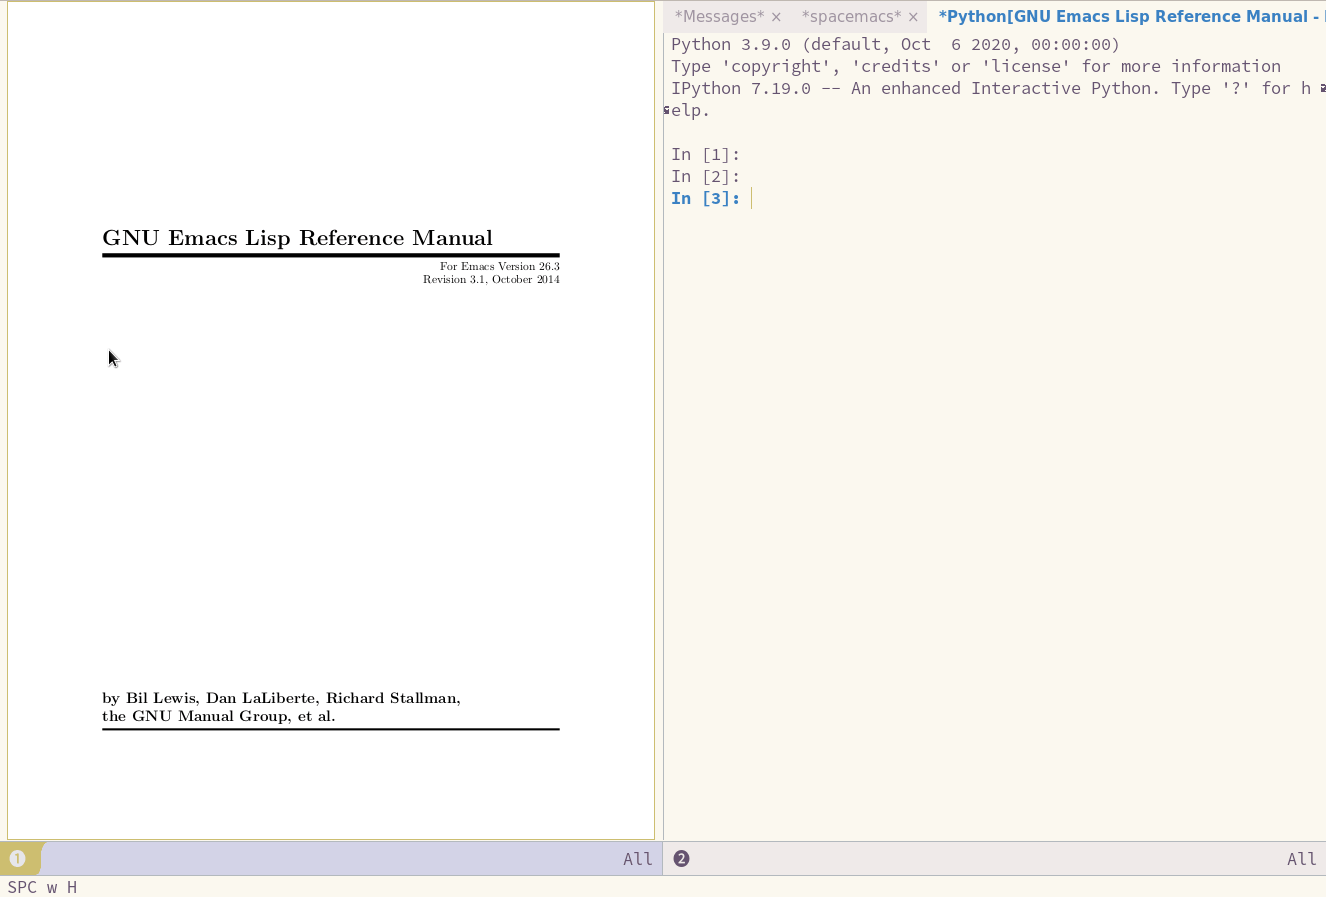 GNU Emacs Lisp Reference Manual
For Emacs Version 26.3
Revision 3.1, October 2014
by Bil Lewis, Dan LaLiberte, Richard Stallman,
the GNU Manual Group, et al.
1 All
*Messages* × *spacemacs* × *Python[GNU Emacs Lisp Reference Manual -
Python 3.9.0 (default, Oct  6 2020, 00:00:00)
Type 'copyright', 'credits' or 'license' for more information
IPython 7.19.0 -- An enhanced Interactive Python. Type '?' for h
elp.
In [1]:
In [2]:
In [3]:
2 All
SPC w H